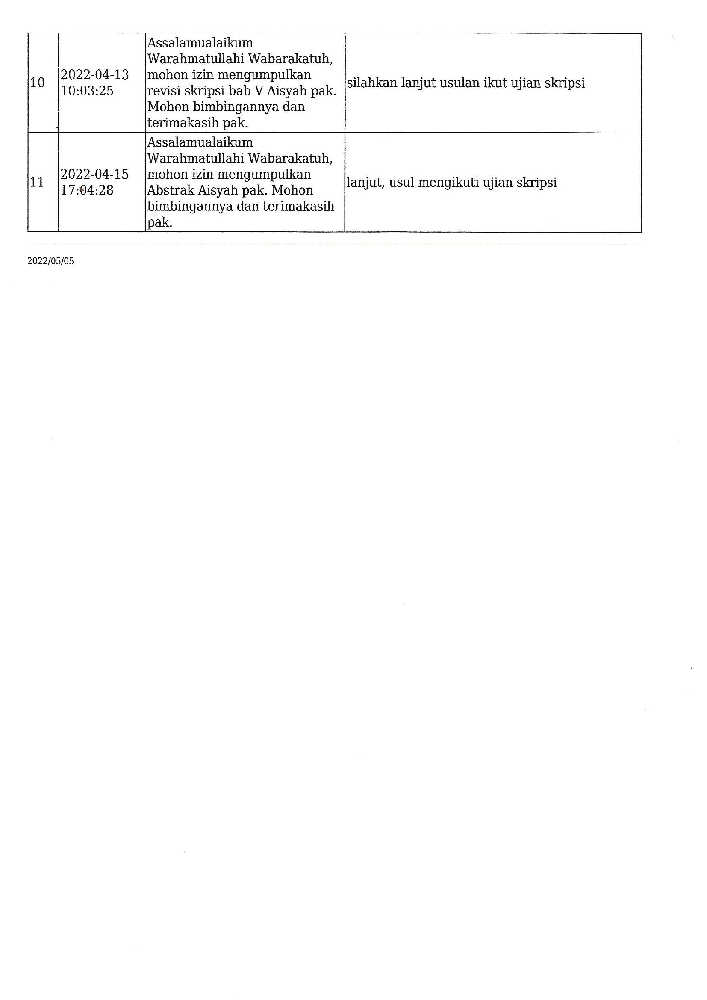 10
2022-04-13
10:03:25
Assalamualaikum
Warahmatullahi Wabarakatuh,
mohon izin mengumpulkan
revisi skripsi bab V Aisyah pak.
Mohon bimbingannya dan
terimakasih pak.
silahkan lanjut usulan ikut ujian skripsi
11
2022-04-15
17:04:28
Assalamualaikum
Warahmatullahi Wabarakatuh,
mohon izin mengumpulkan
Abstrak Aisyah pak. Mohon
bimbingannya dan terimakasih
pak.
lanjut, usul mengikuti ujian skripsi
2022/05/05